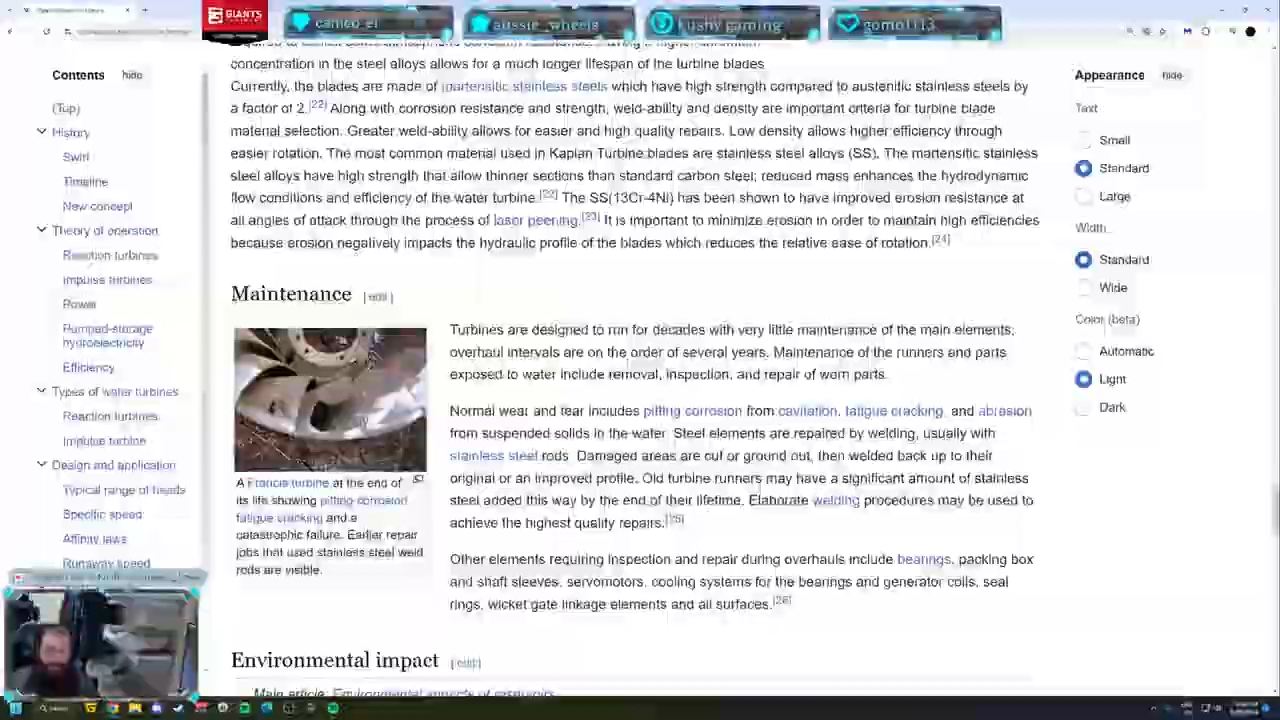 GIANTS
cameo_el
aussie_wheels
kushy gaming
gomo1113
Contents hide
(Top)
History
Swirl
Timeline
New concept
Theory of operation
Reaction turbines
Impulse turbines
Power
Pumped-storage
hydroelectricity
Efficiency
Types of water turbines
Reaction turbines
Impulse turbine
Design and application
Typical range of heads
Specific speed
Affinity laws
Runaway speed
concentration in the steel alloys allows for a much longer lifespan of the turbine blades
Currently, the blades are made of martensitic stainless steels which have high strength compared to austenitic stainless steels by
a factor of 2.[22] Along with corrosion resistance and strength, weld-ability and density are important criteria for turbine blade
material selection. Greater weld-ability allows for easier and high quality repairs. Low density allows higher efficiency through
easier rotation. The most common material used in Kaplan Turbine blades are stainless steel alloys (SS). The martensitic stainless
steel alloys have high strength that allow thinner sections than standard carbon steel; reduced mass enhances the hydrodynamic
flow conditions and efficiency of the water turbine.[22] The SS(13Cr-4Ni) has been shown to have improved erosion resistance at
all angles of attack through the process of laser peening.[23] It is important to minimize erosion in order to maintain high efficiencies
because erosion negatively impacts the hydraulic profile of the blades which reduces the relative ease of rotation.[24]
Maintenance [edit]
A Francis turbine at the end of
its life showing pitting corrosion
fatigue cracking and a
catastrophic failure. Earlier repair
jobs that used stainless steel weld
rods are visible.
Turbines are designed to run for decades with very little maintenance of the main elements;
overhaul intervals are on the order of several years. Maintenance of the runners and parts
exposed to water include removal, inspection, and repair of worn parts.
Normal wear and tear includes pitting corrosion from cavitation, fatigue cracking, and abrasion
from suspended solids in the water. Steel elements are repaired by welding, usually with
stainless steel rods. Damaged areas are cut or ground out, then welded back up to their
original or an improved profile. Old turbine runners may have a significant amount of stainless
steel added this way by the end of their lifetime. Elaborate welding procedures may be used to
achieve the highest quality repairs.[25]
Other elements requiring inspection and repair during overhauls include bearings, packing box
and shaft sleeves, servomotors, cooling systems for the bearings and generator coils, seal
rings, wicket gate linkage elements and all surfaces.[26]
Environmental impact [edit]
Main article: Environmental aspects of reservoirs
Appearance hide
Text
Small
Standard
Large
Width
Standard
Wide
Color (beta)
Automatic
Light
Dark